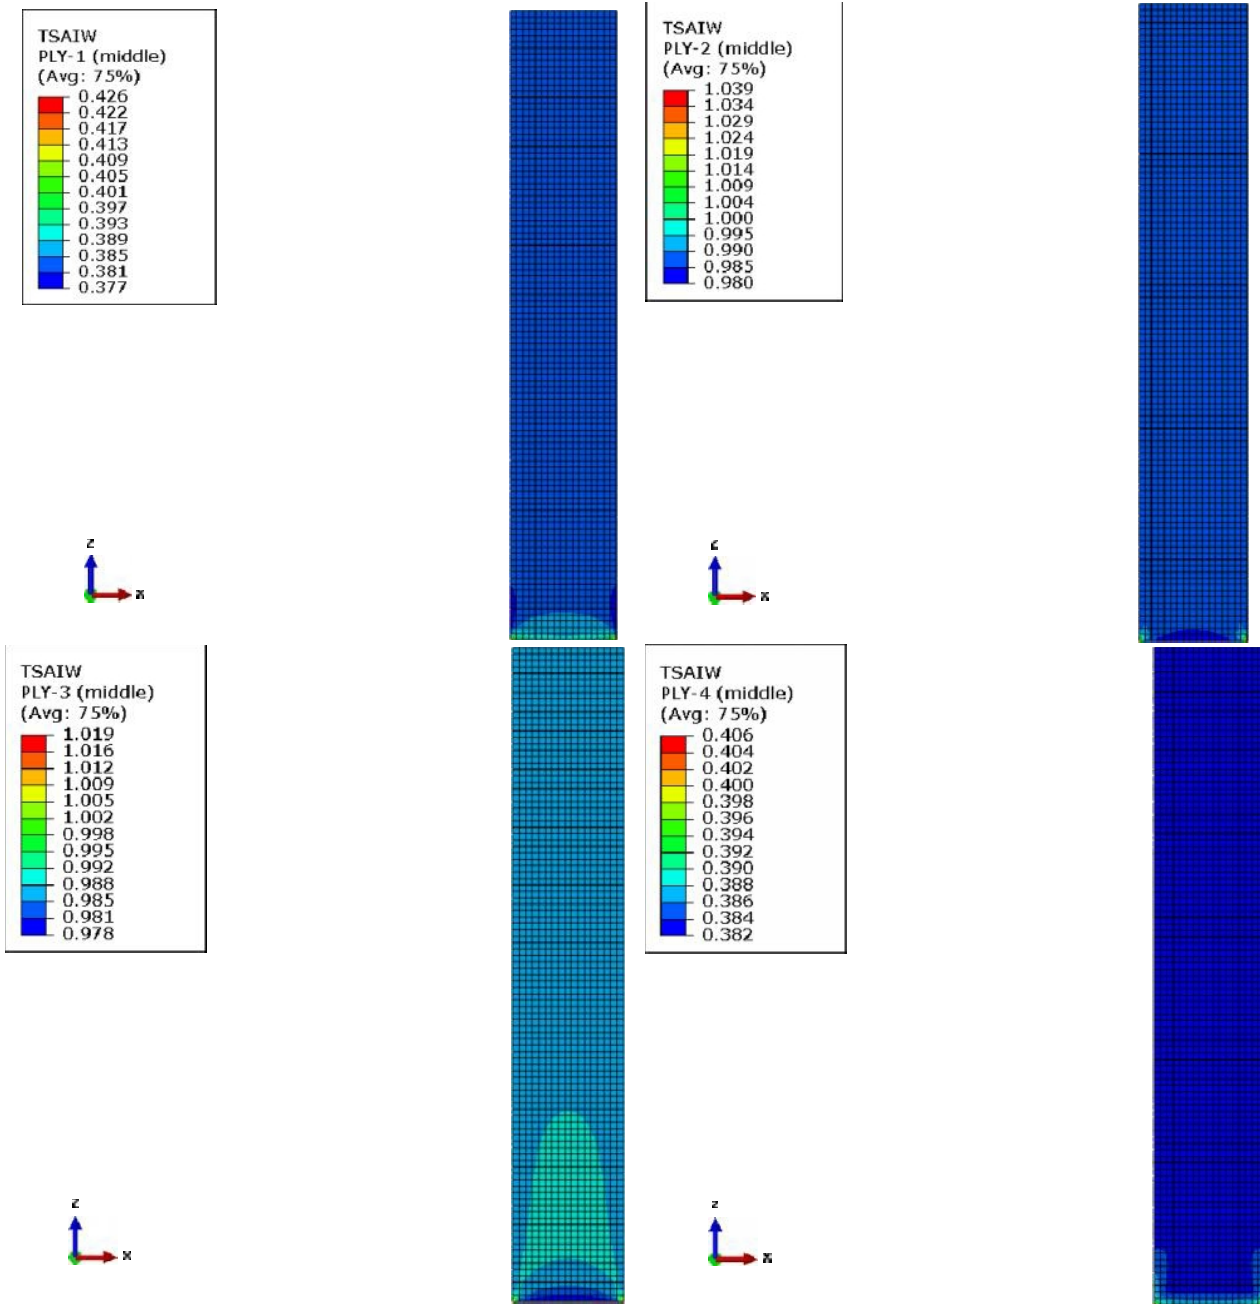 TSAIW
PLY-1 (middle)
(Avg: 75%)
0.426
0.422
0.417
0.413
0.409
0.405
0.401
0.397
0.393
0.389
0.385
0.381
0.377
z
x
TSAIW
PLY-2 (middle)
(Avg: 75%)
1.039
1.034
1.029
1.024
1.019
1.014
1.009
1.004
1.000
0.995
0.990
0.985
0.980
z
x
TSAIW
PLY-3 (middle)
(Avg: 75%)
1.019
1.016
1.012
1.009
1.005
1.002
0.998
0.995
0.992
0.988
0.985
0.981
0.978
z
x
TSAIW
PLY-4 (middle)
(Avg: 75%)
0.406
0.404
0.402
0.400
0.398
0.396
0.394
0.392
0.390
0.388
0.386
0.384
0.382
z
x